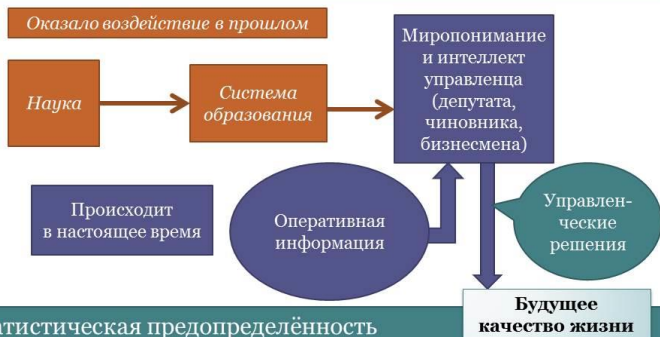 Оказало воздействие в прошлом
Наука
Система
образования
Миропонимание
и интеллект
управленца
(депутата,
чиновника,
бизнесмена)
Происходит
в настоящее время
Оперативная
информация
Управлен-
ческие
решения
Будущее
качество жизни
предопределённость